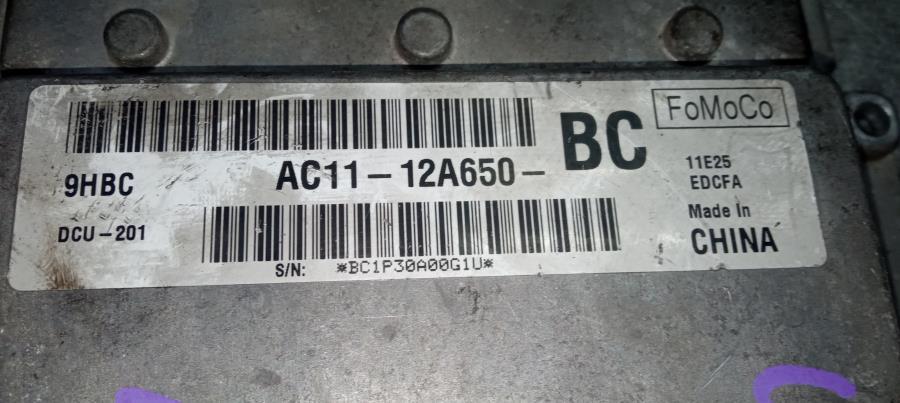 FoMoCo
AC11-12A650-BC
9HBC
11E25
EDCFA
DCU-201
Made In
CHINA
S/N: *BC1P30A00G1U*